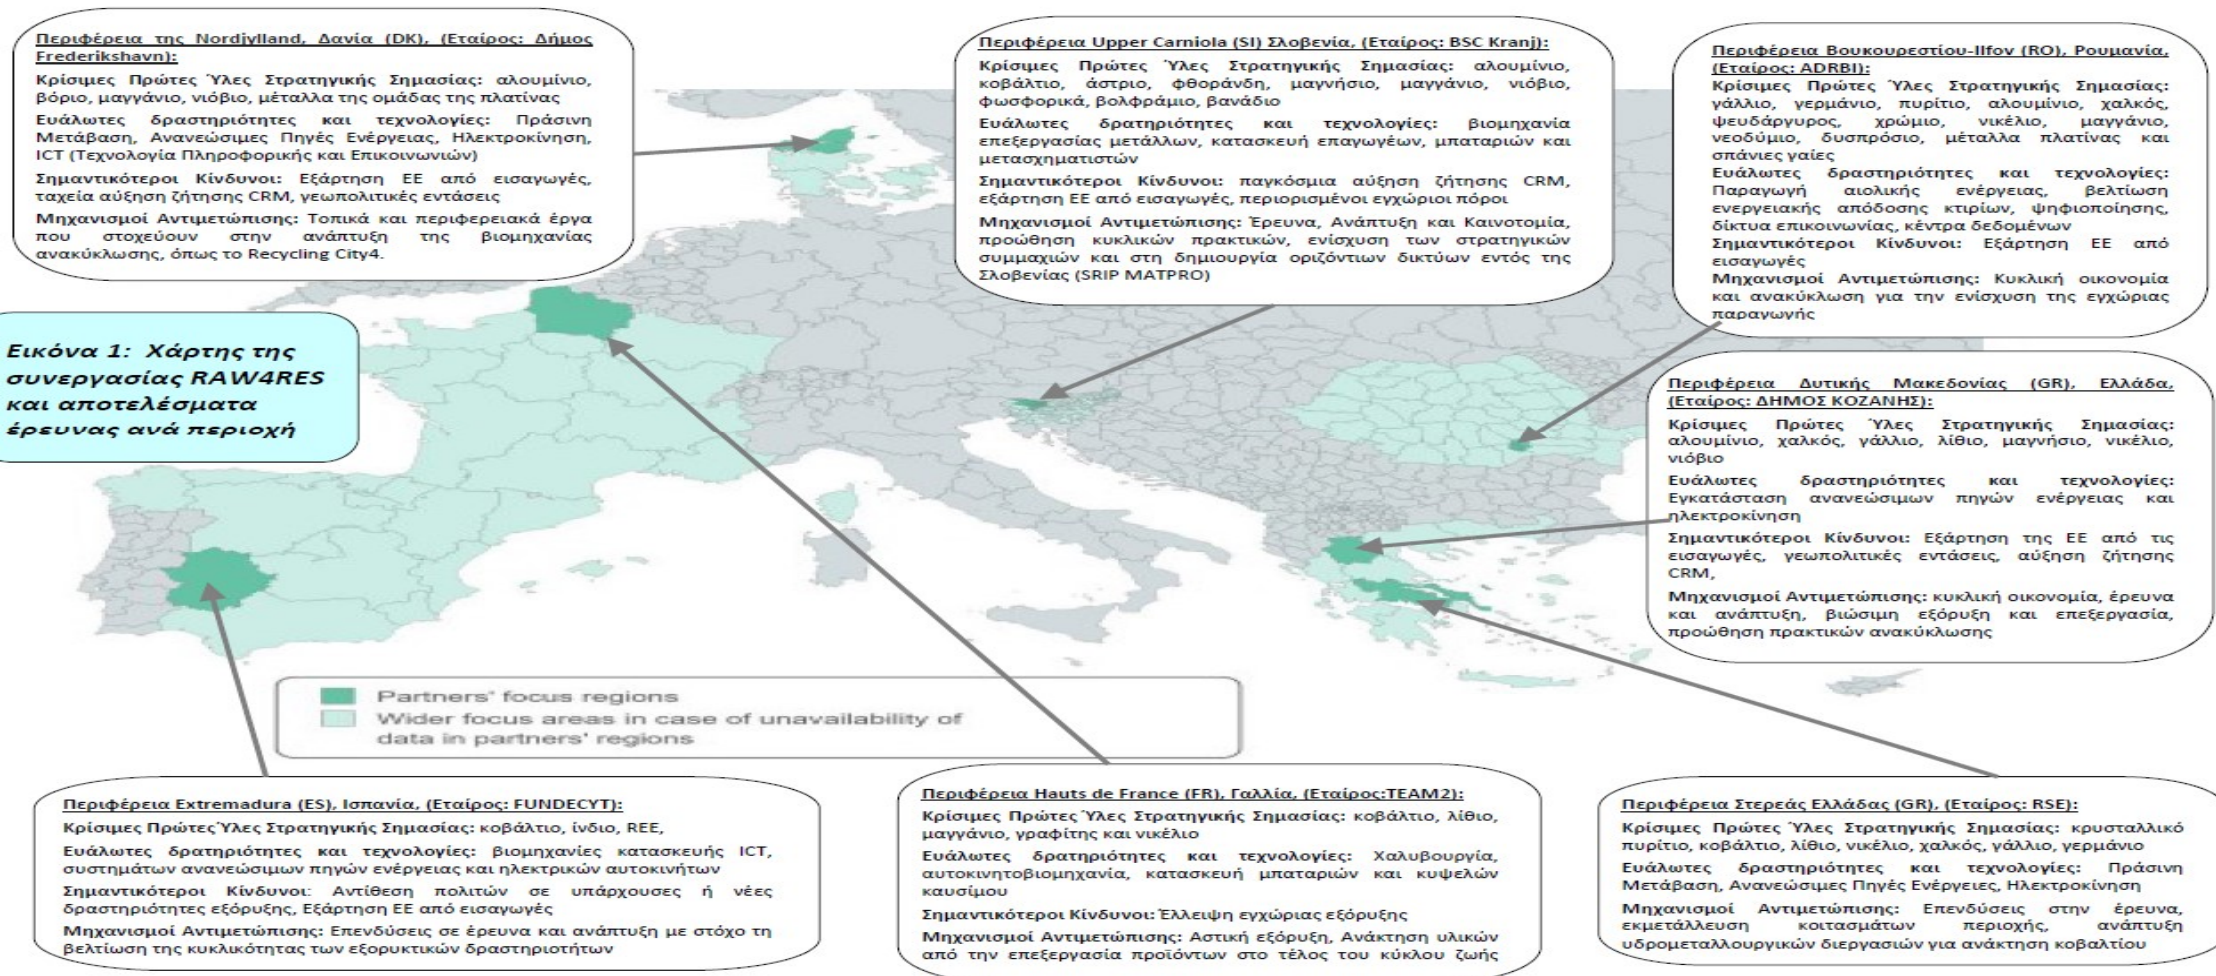 Περιφέρεια της Nordjylland, Δανία (DK), (Εταίρος: Δήμος
Frederikshavn):
Κρίσιμες Πρώτες Ύλες Στρατηγικής Σημασίας: αλουμίνιο,
βόριο, μαγγάνιο, νιόβιο, μέταλλα της ομάδας της πλατίνας
Ευάλωτες δραστηριότητες και τεχνολογίες: Πράσινη
Μετάβαση, Ανανεώσιμες Πηγές Ενέργειας, Ηλεκτροκίνηση,
ICT (Τεχνολογία Πληροφορικής και Επικοινωνιών)
Σημαντικότεροι Κίνδυνοι: Εξάρτηση ΕΕ από εισαγωγές,
ταχεία αύξηση ζήτησης CRM, γεωπολιτικές εντάσεις
Μηχανισμοί Αντιμετώπισης: Τοπικά και περιφερειακά έργα
που στοχεύουν στην ανάπτυξη της βιομηχανίας
ανακύκλωσης, όπως το Recycling City4.
Περιφέρεια Upper Carniola (SI) Σλοβενία, (Εταίρος: BSC Kranj):
Κρίσιμες Πρώτες Ύλες Στρατηγικής Σημασίας: αλουμίνιο,
κοβάλτιο, άστριο, φθοράνδη, μαγνήσιο, μαγγάνιο, νιόβιο,
φωσφορικά, βολφράμιο, βανάδιο
Ευάλωτες δρατηριότητες και τεχνολογίες: βιομηχανία
επεξεργασίας μετάλλων, κατασκευή επαγωγέων, μπαταριών και
μετασχηματιστών
Σημαντικότεροι Κίνδυνοι: παγκόσμια αύξηση ζήτησης CRM,
εξάρτηση ΕΕ από εισαγωγές, περιορισμένοι εγχώριοι πόροι
Μηχανισμοί Αντιμετώπισης: Έρευνα, Ανάπτυξη και Καινοτομία,
προώθηση κυκλικών πρακτικών, ενίσχυση των στρατηγικών
συμμαχιών και στη δημιουργία οριζόντιων δικτύων εντός της
Σλοβενίας (SRIP MATPRO)
Περιφέρεια Βουκουρεστίου-Ilfov (RO), Ρουμανία,
(Εταίρος: ADRBI):
Κρίσιμες Πρώτες Ύλες Στρατηγικής Σημασίας:
γάλλιο, γερμάνιο, πυρίτιο, αλουμίνιο, χαλκός,
ψευδάργυρος, χρώμιο, νικέλιο, μαγγάνιο,
νεοδύμιο, δυσπρόσιο, μέταλλα πλατίνας και
σπάνιες γαίες
Ευάλωτες δραστηριότητες και τεχνολογίες:
Παραγωγή αιολικής ενέργειας, βελτίωση
ενεργειακής απόδοσης κτιρίων, ψηφιοποίησης,
δίκτυα επικοινωνίας, κέντρα δεδομένων
Σημαντικότεροι Κίνδυνοι: Εξάρτηση ΕΕ από
εισαγωγές
Μηχανισμοί Αντιμετώπισης: Κυκλική οικονομία
και ανακύκλωση για την ενίσχυση της εγχώριας
παραγωγής
Εικόνα 1: Χάρτης της
συνεργασίας RAW4RES
και αποτελέσματα
έρευνας ανά περιοχή
Περιφέρεια Δυτικής Μακεδονίας (GR), Ελλάδα,
(Εταίρος: ΔΗΜΟΣ ΚΟΖΑΝΗΣ):
Κρίσιμες Πρώτες Ύλες Στρατηγικής Σημασίας:
αλουμίνιο, χαλκός, γάλλιο, λίθιο, μαγνήσιο, νικέλιο,
νιόβιο
Ευάλωτες δραστηριότητες και τεχνολογίες:
Εγκατάσταση ανανεώσιμων πηγών ενέργειας και
ηλεκτροκίνηση
Σημαντικότεροι Κίνδυνοι: Εξάρτηση της ΕΕ από τις
εισαγωγές, γεωπολιτικές εντάσεις, αύξηση ζήτησης
CRM,
Μηχανισμοί Αντιμετώπισης: κυκλική οικονομία, έρευνα
και ανάπτυξη, βιώσιμη εξόρυξη και επεξεργασία,
προώθηση πρακτικών ανακύκλωσης
Partners' focus regions
Wider focus areas in case of unavailability of
data in partners' regions
Περιφέρεια Extremadura (ES), Ισπανία, (Εταίρος: FUNDECYT):
Κρίσιμες Πρώτες Ύλες Στρατηγικής Σημασίας: κοβάλτιο, ίνδιο, REE,
Ευάλωτες δρατηριότητες και τεχνολογίες: βιομηχανίες κατασκευής ICT,
συστημάτων ανανεώσιμων πηγών ενέργειας και ηλεκτρικών αυτοκινήτων
Σημαντικότεροι Κίνδυνοι: Αντίθεση πολιτών σε υπάρχουσες ή νέες
δραστηριότητες εξόρυξης, Εξάρτηση ΕΕ από εισαγωγές
Μηχανισμοί Αντιμετώπισης: Επενδύσεις σε έρευνα και ανάπτυξη με στόχο τη
βελτίωση της κυκλικότητας των εξορυκτικών δραστηριοτήτων
Περιφέρεια Hauts de France (FR), Γαλλία, (Εταίρος:TEAM2):
Κρίσιμες Πρώτες Ύλες Στρατηγικής Σημασίας: κοβάλτιο, λίθιο,
μαγγάνιο, γραφίτης και νικέλιο
Ευάλωτες δρατηριότητες και τεχνολογίες: Χαλυβουργία,
αυτοκινητοβιομηχανία, κατασκευή μπαταριών και κυψελών
καυσίμου
Σημαντικότεροι Κίνδυνοι: Έλλειψη εγχώριας εξόρυξης
Μηχανισμοί Αντιμετώπισης: Αστική εξόρυξη, Ανάκτηση υλικών
από την επεξεργασία προϊόντων στο τέλος του κύκλου ζωής
Περιφέρεια Στερεάς Ελλάδας (GR), (Εταίρος: RSE):
Κρίσιμες Πρώτες Ύλες Στρατηγικής Σημασίας: κρυσταλλικό
πυρίτιο, κοβάλτιο, λίθιο, νικέλιο, χαλκός, γάλλιο, γερμάνιο
Ευάλωτες δραστηριότητες και τεχνολογίες: Πράσινη
Μετάβαση, Ανανεώσιμες Πηγές Ενέργειες, Ηλεκτροκίνηση
Μηχανισμοί Αντιμετώπισης: Επενδύσεις στην έρευνα,
εκμετάλλευση κοιτασμάτων περιοχής, ανάπτυξη
υδρομεταλλουργικών διεργασιών για ανάκτηση κοβαλτίου